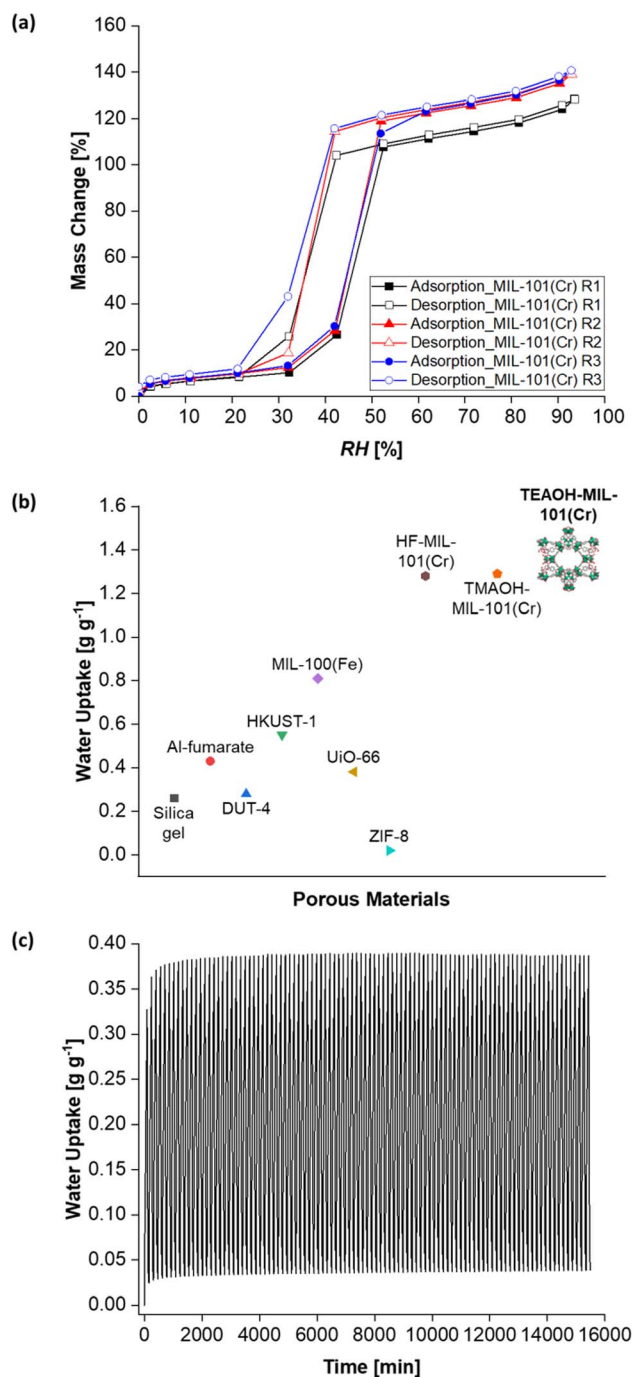 (a)
160
140
120
100
80
60
40
20
0
Mass Change [%]
Adsorption_MIL-101(Cr) R1
Desorption_MIL-101(Cr) R1
Adsorption_MIL-101(Cr) R2
Desorption_MIL-101(Cr) R2
Adsorption_MIL-101(Cr) R3
Desorption_MIL-101(Cr) R3
0 10 20 30 40 50 60 70 80 90 100
RH [%]
(b)
1.6
1.4
1.2
1.0
0.8
0.6
0.4
0.2
0.0
Water Uptake [g g⁻¹]
TEAOH-MIL-
101(Cr)
HF-MIL-
101(Cr)
TMAOH-
MIL-101(Cr)
MIL-100(Fe)
HKUST-1
Al-fumarate
UiO-66
Silica
gel
DUT-4
ZIF-8
Porous Materials
(c)
0.40
0.35
0.30
0.25
0.20
0.15
0.10
0.05
0.00
Water Uptake [g g⁻¹]
0 2000 4000 6000 8000 10000 12000 14000 16000
Time [min]